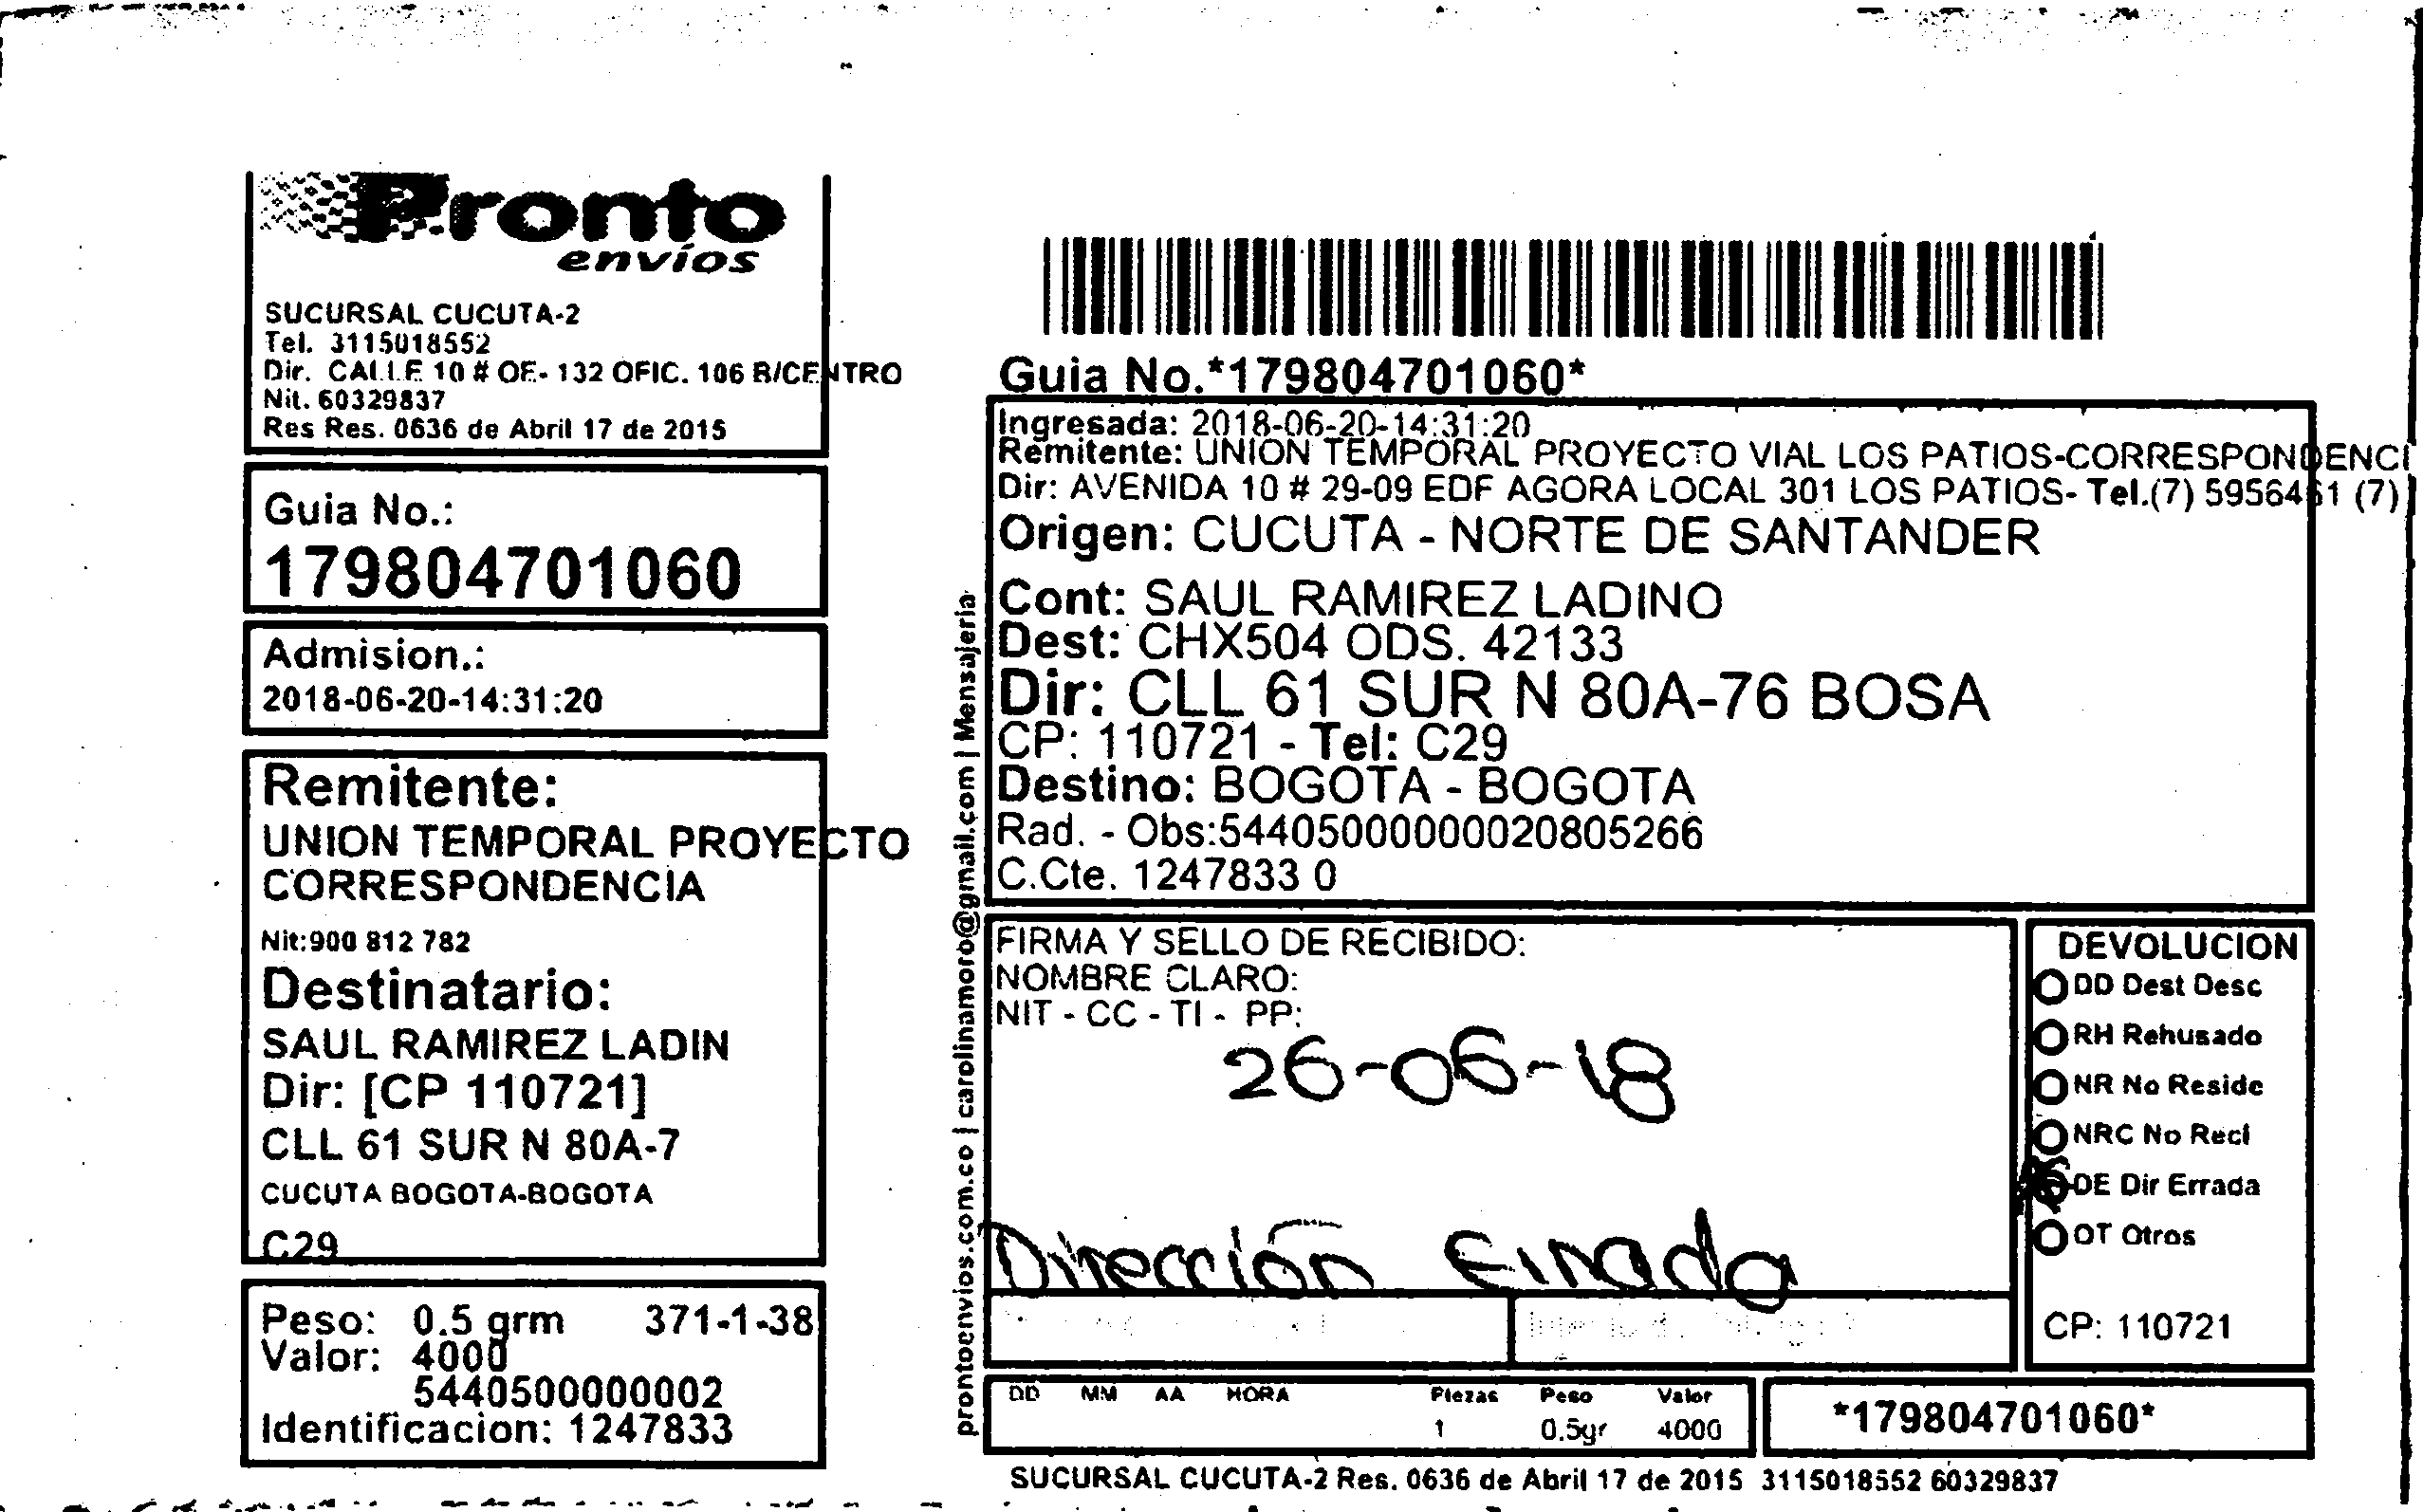 Pronto
envíos
SUCURSAL CUCUTA-2
Tel. 3115018552
Dir. CALLE 10 # OE- 132 OFIC. 106 B/CENTRO
Nit. 60329837
Res Res. 0636 de Abril 17 de 2015
Guia No.:
179804701060
Admision.:
2018-06-20-14:31:20
Remitente:
UNION TEMPORAL PROYECTO
CORRESPONDENCIA
Nit:900 812 782
Destinatario:
SAUL RAMIREZ LADIN
Dir: [CP 110721]
CLL 61 SUR N 80A-7
CUCUTA BOGOTA-BOGOTA
C29
Peso: 0.5 grm 371-1-38
Valor: 4000
5440500000002
Identificacion: 1247833
prontoenvios.com.co | carolinamoro@gmail.com | Mensajeria
Guia No.*179804701060*
Ingresada: 2018-06-20-14:31:20
Remitente: UNION TEMPORAL PROYECTO VIAL LOS PATIOS-CORRESPONDENCI
Dir: AVENIDA 10 # 29-09 EDF AGORA LOCAL 301 LOS PATIOS- Tel.(7) 5956461 (7)
Origen: CUCUTA - NORTE DE SANTANDER
Cont: SAUL RAMIREZ LADINO
Dest: CHX504 ODS. 42133
Dir: CLL 61 SUR N 80A-76 BOSA
CP: 110721 - Tel: C29
Destino: BOGOTA - BOGOTA
Rad. - Obs:544050000000020805266
C.Cte. 1247833 0
FIRMA Y SELLO DE RECIBIDO:
NOMBRE CLARO:
NIT - CC - TI - PP:
26-06-18
Dirección Errada
DEVOLUCION
DD Dest Desc
RH Rehusado
NR No Reside
NRC No Recl
DE Dir Errada
OT Otros
CP: 110721
DD MM AA HORA Piezas Peso Valor
1 0.5gr 4000
*179804701060*
SUCURSAL CUCUTA-2 Res. 0636 de Abril 17 de 2015 3115018552 60329837